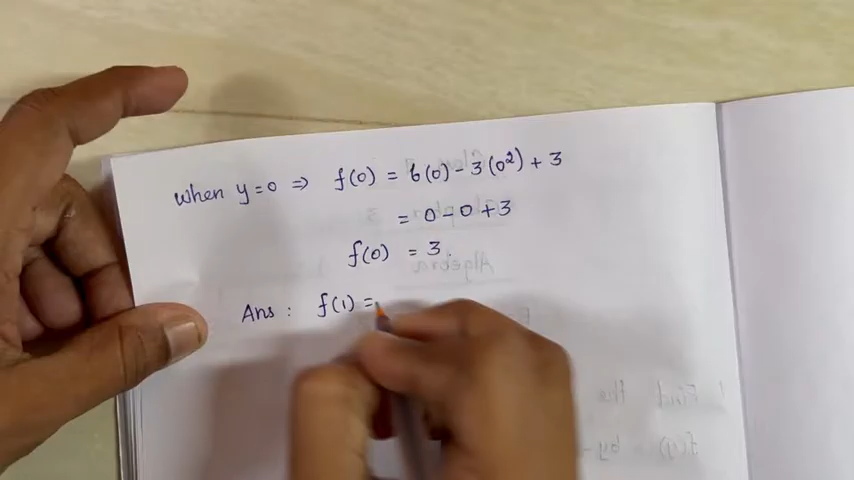 when y=0 ⇒ f(0) = 6(0) - 3(0²) + 3
= 0 - 0 + 3
f(0) = 3.
Ans : f(1) =